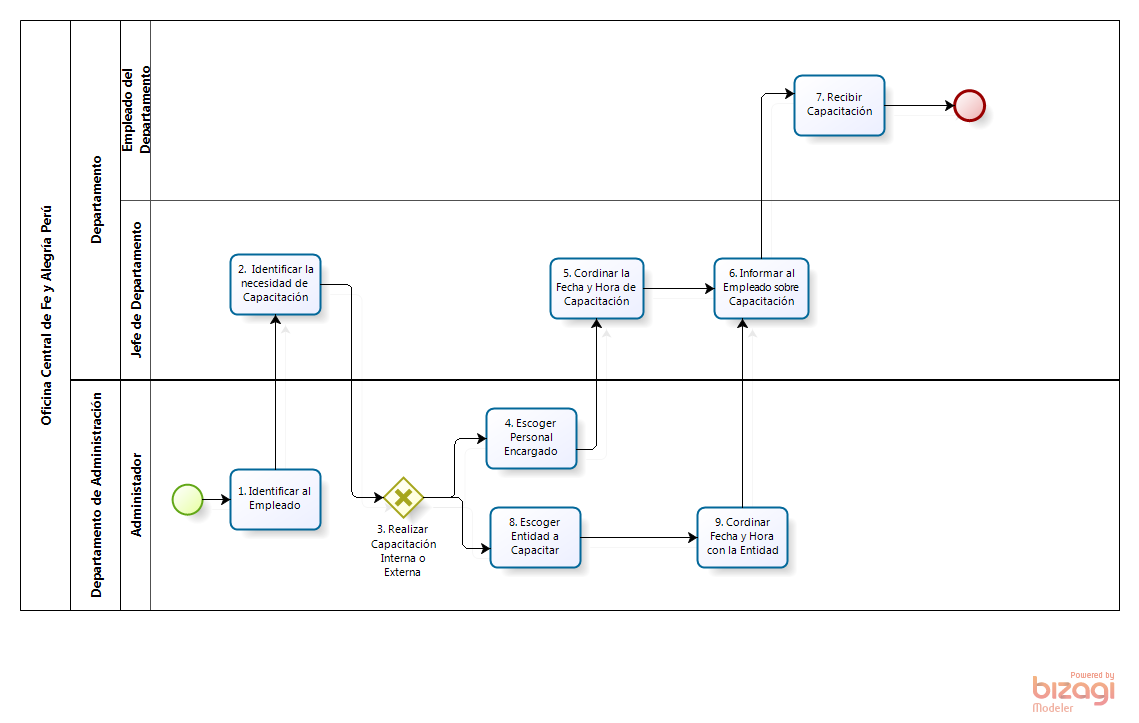 Oficina Central de Fe y Alegría Perú
Departamento
Empleado del
Departamento
7. Recibir
Capacitación
Jefe de Departamento
2.  Identificar la
necesidad de
Capacitación
5. Cordinar la
Fecha y Hora de
Capacitación
6. Informar al
Empleado sobre
Capacitación
Departamento de Administración
Administador
1. Identificar al
Empleado
3. Realizar
Capacitación
Interna o
Externa
4. Escoger
Personal
Encargado
8. Escoger
Entidad a
Capacitar
9. Cordinar
Fecha y Hora
con la Entidad
Powered by
bizagi
Modeler